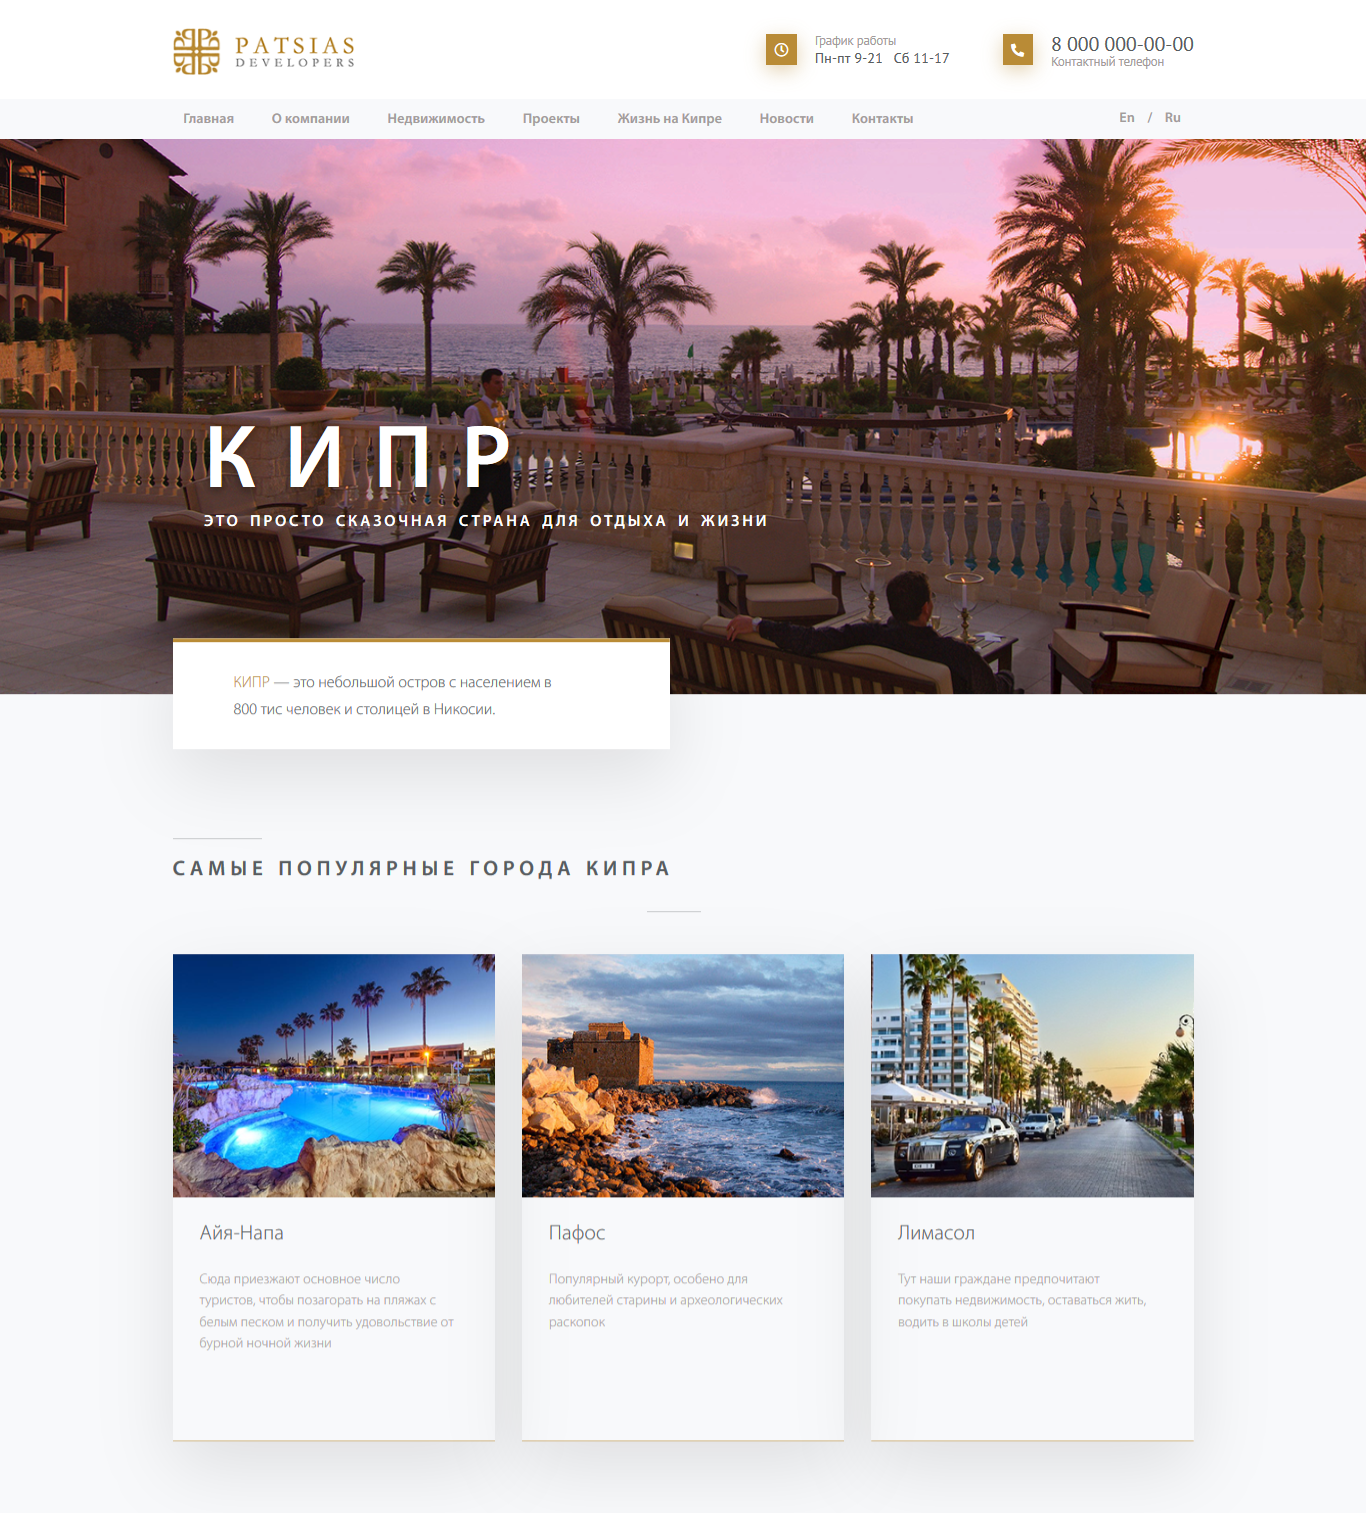 PATSIAS
DEVELOPERS
График работы
Пн-пт 9-21 Сб 11-17
8 000 000-00-00
Контактный телефон
Главная
О компании
Недвижимость
Проекты
Жизнь на Кипре
Новости
Контакты
En / Ru
КИПР
ЭТО ПРОСТО СКАЗОЧНАЯ СТРАНА ДЛЯ ОТДЫХА И ЖИЗНИ
КИПР — это небольшой остров с населением в
800 тис человек и столицей в Никосии.
САМЫЕ ПОПУЛЯРНЫЕ ГОРОДА КИПРА
Айя-Напа
Сюда приезжают основное число
туристов, чтобы позагорать на пляжах с
белым песком и получить удовольствие от
бурной ночной жизни
Пафос
Популярный курорт, особено для
любителей старины и археологических
раскопок
Лимасол
Тут наши граждане предпочитают
покупать недвижимость, оставаться жить,
водить в школы детей